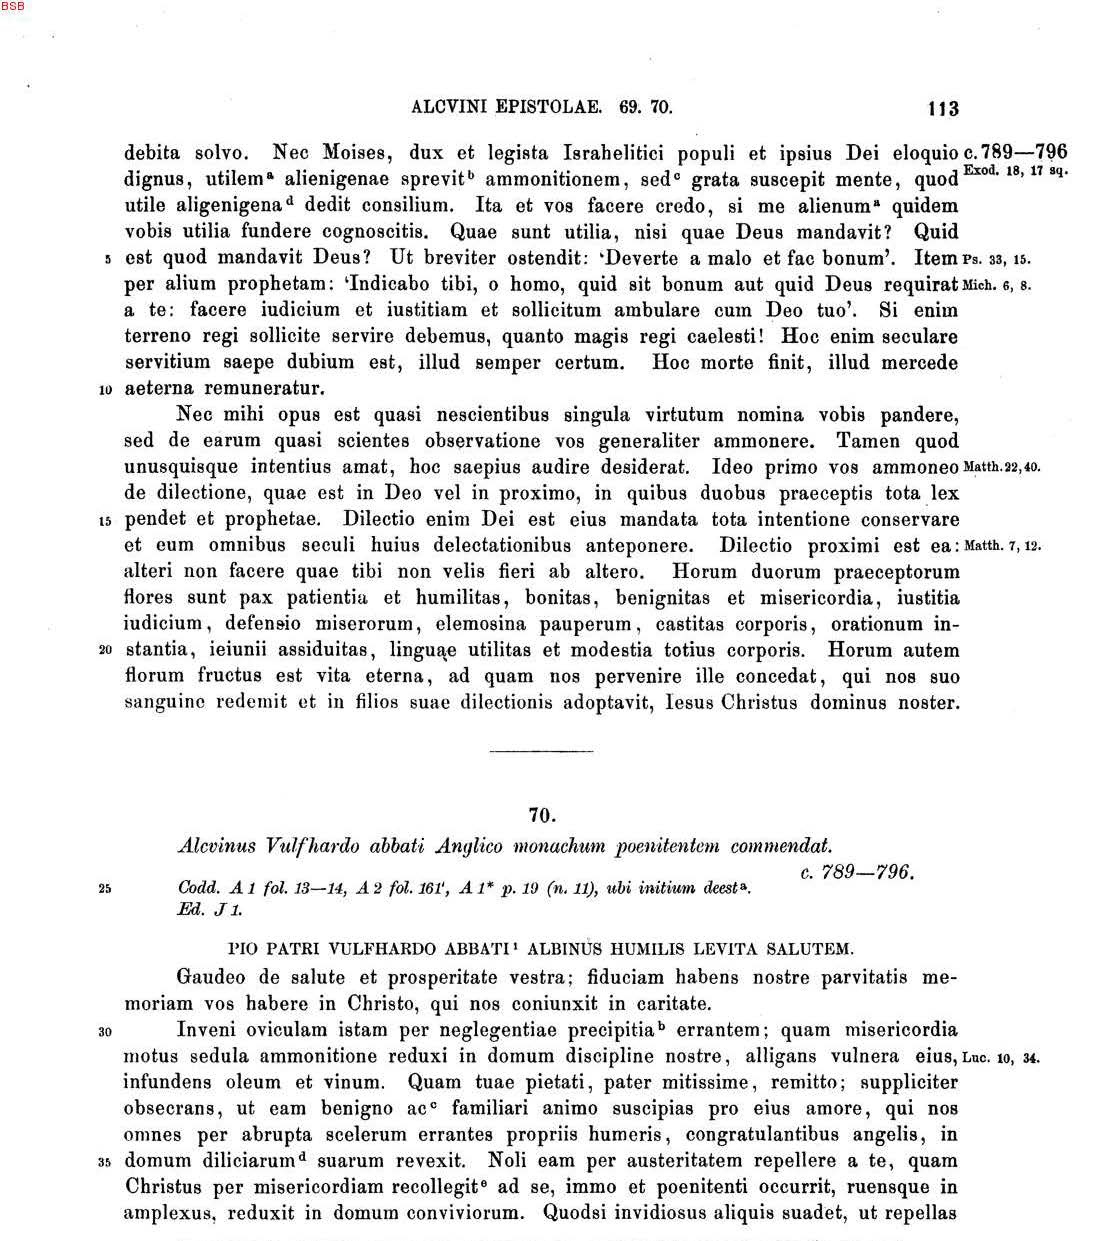 BSB
ALCVINI EPISTOLAE. 69. 70. 113
debita solvo. Nec Moises, dux et legista Israhelitici populi et ipsius Dei eloquio c. 789—796
dignus, utilemᵃ alienigenae sprevitᵇ ammonitionem, sedᶜ grata suscepit mente, quod Exod. 18, 17 sq.
utile aligenigenaᵈ dedit consilium. Ita et vos facere credo, si me alienumᵃ quidem
vobis utilia fundere cognoscitis. Quae sunt utilia, nisi quae Deus mandavit? Quid
5 est quod mandavit Deus? Ut breviter ostendit: ‘Deverte a malo et fac bonum’. Item Ps. 33, 15.
per alium prophetam: ‘Indicabo tibi, o homo, quid sit bonum aut quid Deus requirat Mich. 6, 8.
a te: facere iudicium et iustitiam et sollicitum ambulare cum Deo tuo’. Si enim
terreno regi sollicite servire debemus, quanto magis regi caelesti! Hoc enim seculare
servitium saepe dubium est, illud semper certum. Hoc morte finit, illud mercede
10 aeterna remuneratur.
Nec mihi opus est quasi nescientibus singula virtutum nomina vobis pandere,
sed de earum quasi scientes observatione vos generaliter ammonere. Tamen quod
unusquisque intentius amat, hoc saepius audire desiderat. Ideo primo vos ammoneo Matth. 22, 40.
de dilectione, quae est in Deo vel in proximo, in quibus duobus praeceptis tota lex
15 pendet et prophetae. Dilectio enim Dei est eius mandata tota intentione conservare
et eum omnibus seculi huius delectationibus anteponere. Dilectio proximi est ea: Matth. 7, 12.
alteri non facere quae tibi non velis fieri ab altero. Horum duorum praeceptorum
flores sunt pax patientia et humilitas, bonitas, benignitas et misericordia, iustitia
iudicium, defensio miserorum, elemosina pauperum, castitas corporis, orationum in-
20 stantia, ieiunii assiduitas, linguae utilitas et modestia totius corporis. Horum autem
florum fructus est vita eterna, ad quam nos pervenire ille concedat, qui nos suo
sanguine redemit et in filios suae dilectionis adoptavit, Iesus Christus dominus noster.
70.
Alcvinus Vulfhardo abbati Anglico monachum poenitentem commendat.
c. 789—796.
25 Codd. A 1 fol. 13—14, A 2 fol. 161', A 1* p. 19 (n. 11), ubi initium deestᵃ.
Ed. J 1.
PIO PATRI VULFHARDO ABBATI¹ ALBINUS HUMILIS LEVITA SALUTEM.
Gaudeo de salute et prosperitate vestra; fiduciam habens nostre parvitatis me-
moriam vos habere in Christo, qui nos coniunxit in caritate.
30 Inveni oviculam istam per neglegentiae precipitiaᵇ errantem; quam misericordia
motus sedula ammonitione reduxi in domum discipline nostre, alligans vulnera eius, Luc. 10, 34.
infundens oleum et vinum. Quam tuae pietati, pater mitissime, remitto; suppliciter
obsecrans, ut eam benigno acᶜ familiari animo suscipias pro eius amore, qui nos
omnes per abrupta scelerum errantes propriis humeris, congratulantibus angelis, in
35 domum diliciarumᵈ suarum revexit. Noli eam per austeritatem repellere a te, quam
Christus per misericordiam recollegitᵉ ad se, immo et poenitenti occurrit, ruensque in
amplexus, reduxit in domum conviviorum. Quodsi invidiosus aliquis suadet, ut repellas